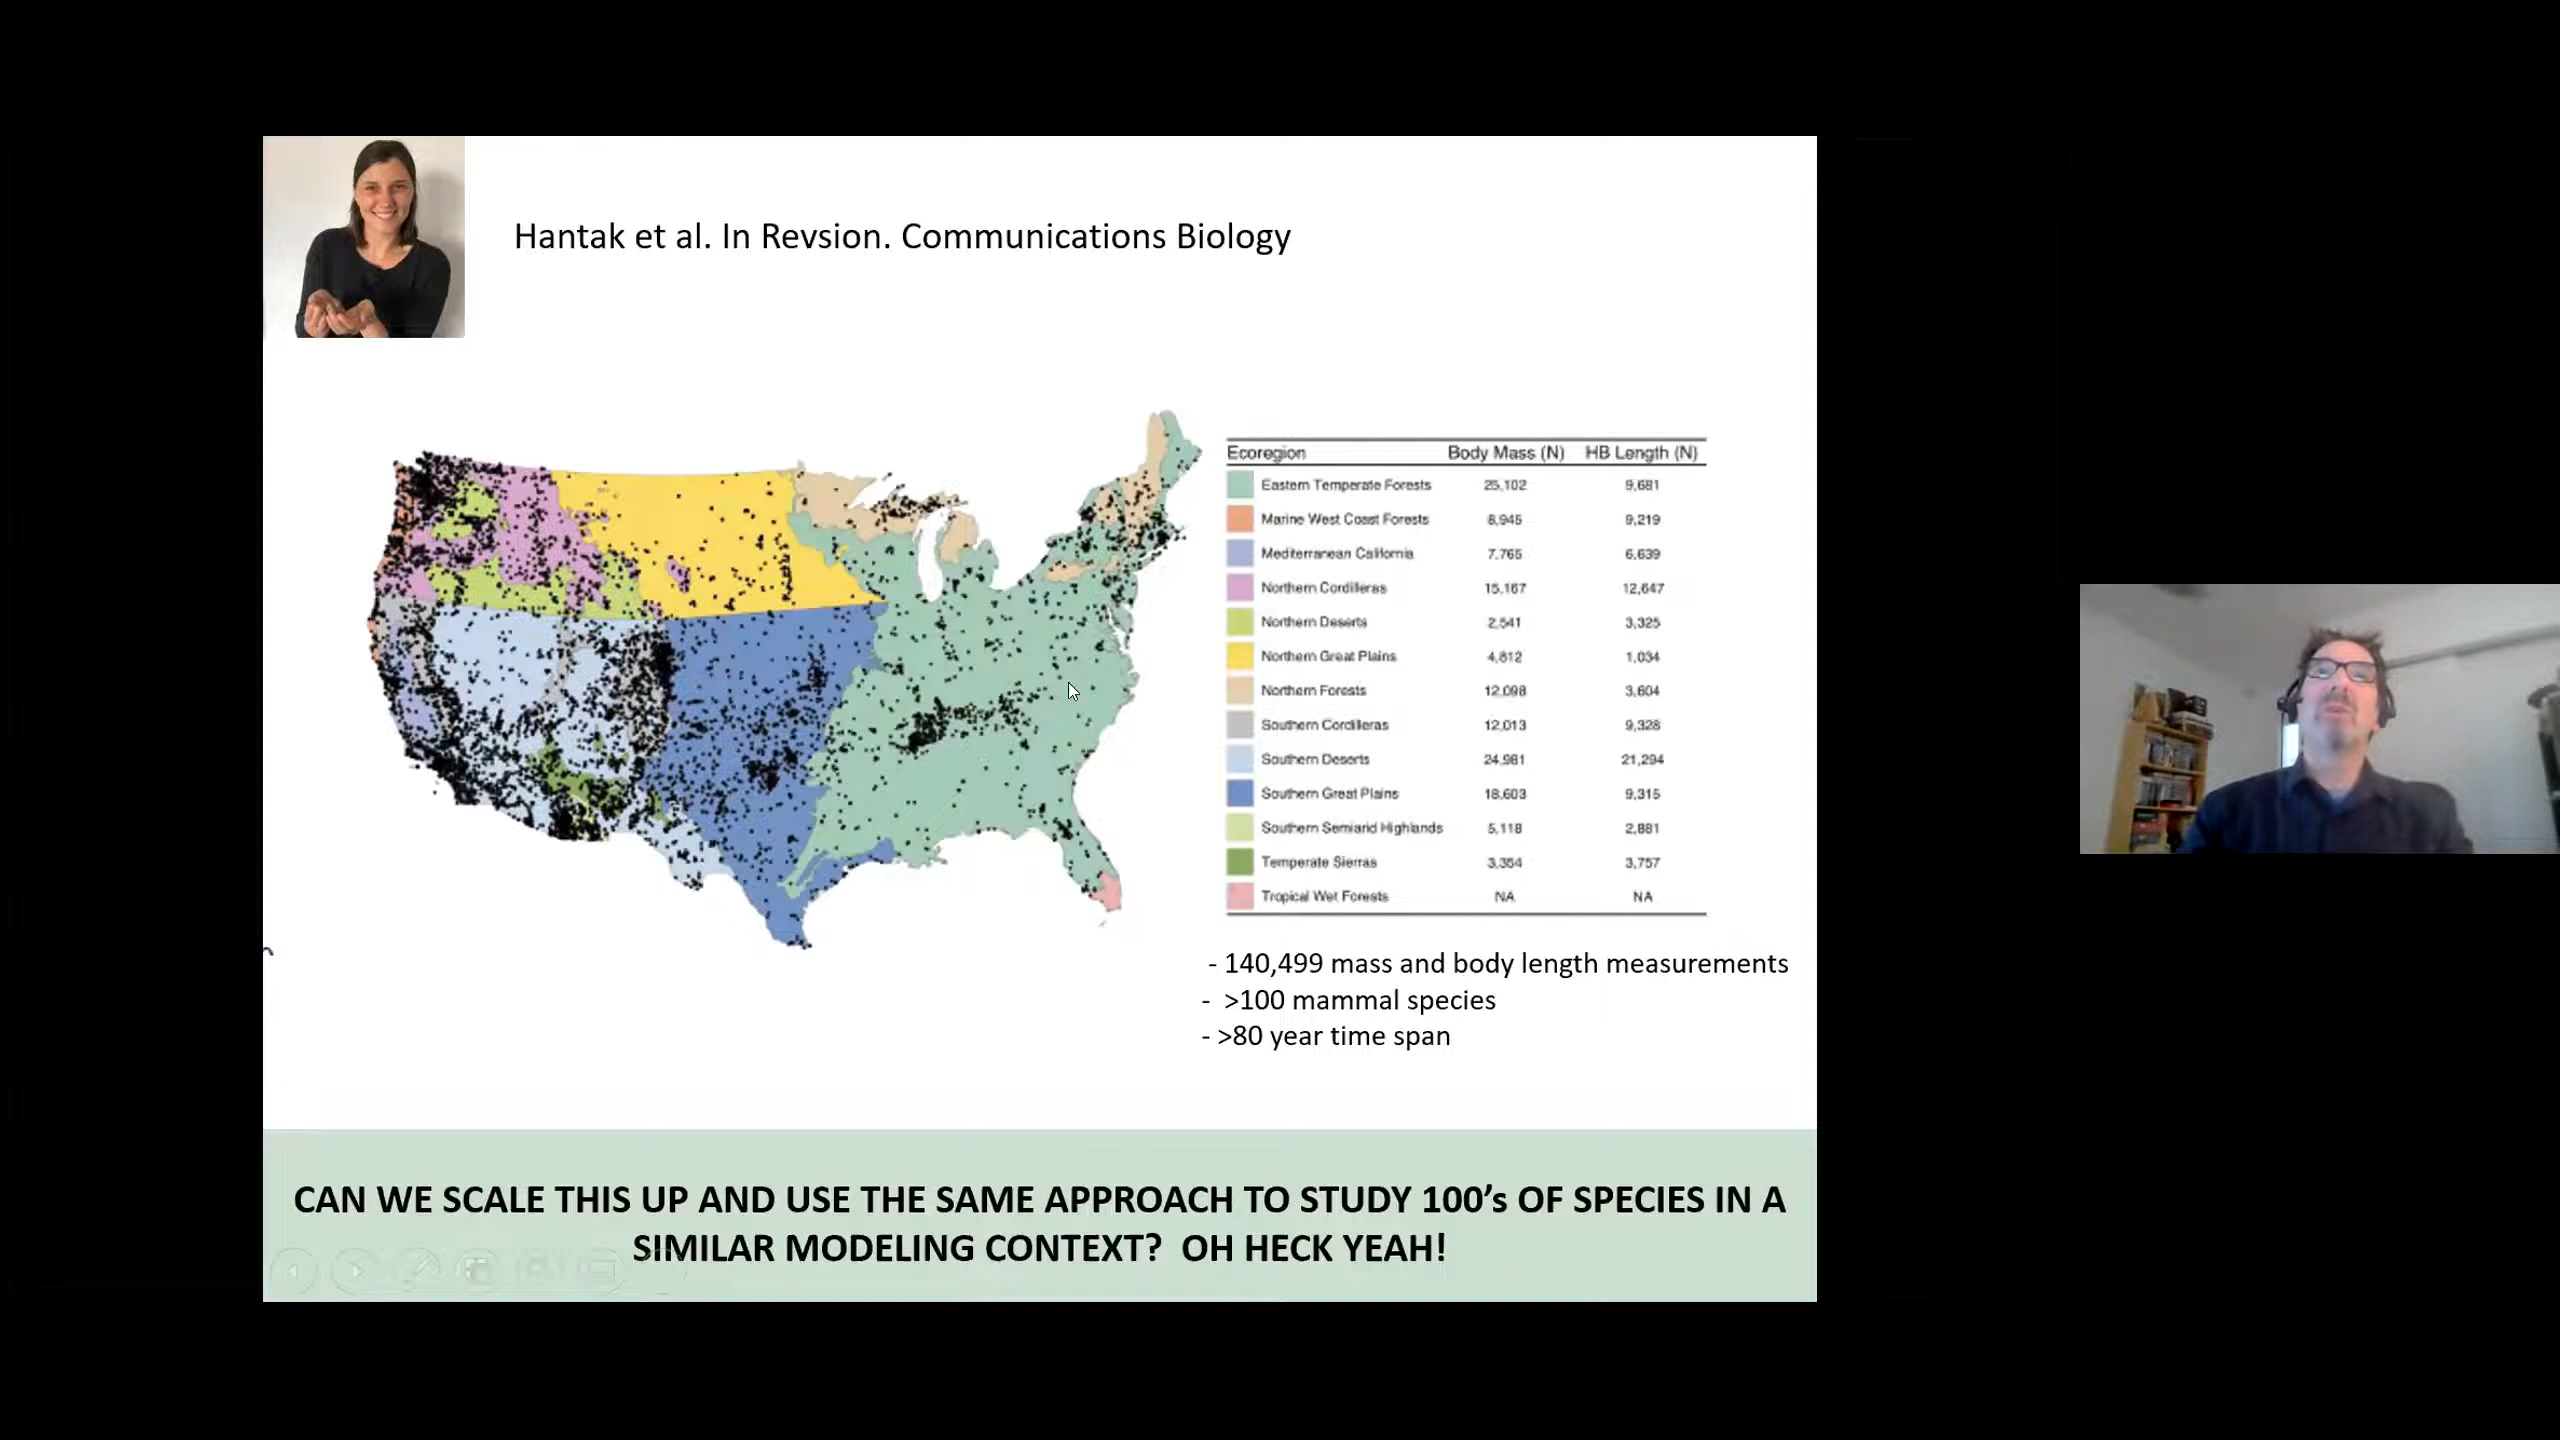 Hantak et al. In Revsion. Communications Biology
Ecoregion Body Mass (N) HB Length (N)
Eastern Temperate Forests 25,102 9,681
Marine West Coast Forests 8,945 9,219
Mediterranean California 7,765 6,639
Northern Cordilleras 15,167 12,647
Northern Deserts 2,541 3,325
Northern Great Plains 4,812 1,034
Northern Forests 12,098 3,604
Southern Cordilleras 12,013 9,328
Southern Deserts 24,981 21,294
Southern Great Plains 18,603 9,315
Southern Semiarid Highlands 5,118 2,881
Temperate Sierras 3,354 3,757
Tropical Wet Forests NA NA
- 140,499 mass and body length measurements
- >100 mammal species
- >80 year time span
CAN WE SCALE THIS UP AND USE THE SAME APPROACH TO STUDY 100’s OF SPECIES IN A
SIMILAR MODELING CONTEXT? OH HECK YEAH!